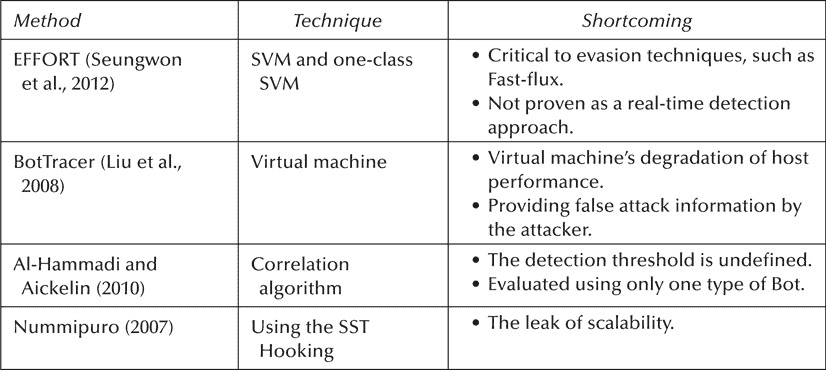 Method Technique Shortcoming
EFFORT (Seungwon et al., 2012)
SVM and one-class SVM
• Critical to evasion techniques, such as
Fast-flux.
• Not proven as a real-time detection
approach.
BotTracer (Liu et al., 2008)
Virtual machine
• Virtual machine's degradation of host
performance.
• Providing false attack information by
the attacker.
Al-Hammadi and
Aickelin (2010)
Correlation
algorithm
• The detection threshold is undefined.
• Evaluated using only one type of Bot.
Nummipuro (2007)
Using the SST
Hooking
• The leak of scalability.